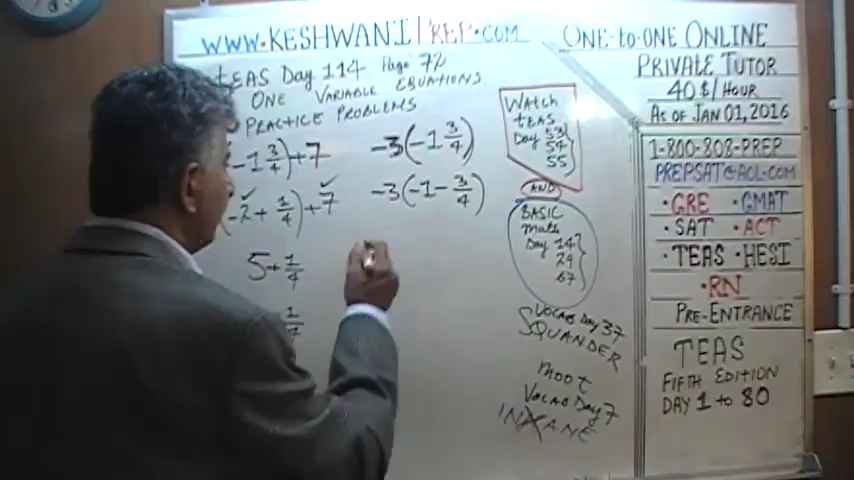 WWW.KESHWANIPREP.COM
TEAS Day 114 Page 72
ONE VARIABLE EQUATIONS
PRACTICE PROBLEMS
-1 3/4)+7
(-2+1/4)+7
5+1/4
-3(-1 3/4)
-3(-1-3/4)
WATCH
TEAS
Day 53
54
55
AND
BASIC
Math
Day 14
29
67
VOCAB DAY 37
SQUANDER
MOOT
VOCAB DAY 7
INANE
ONE-TO-ONE ONLINE
PRIVATE TUTOR
40 $/HOUR
AS OF JAN 01, 2016
1-800-808-PREP
PREPSAT@AOL.COM
•GRE •GMAT
•SAT •ACT
•TEAS •HESI
•RN
PRE-ENTRANCE
TEAS
FIFTH EDITION
DAY 1 TO 80